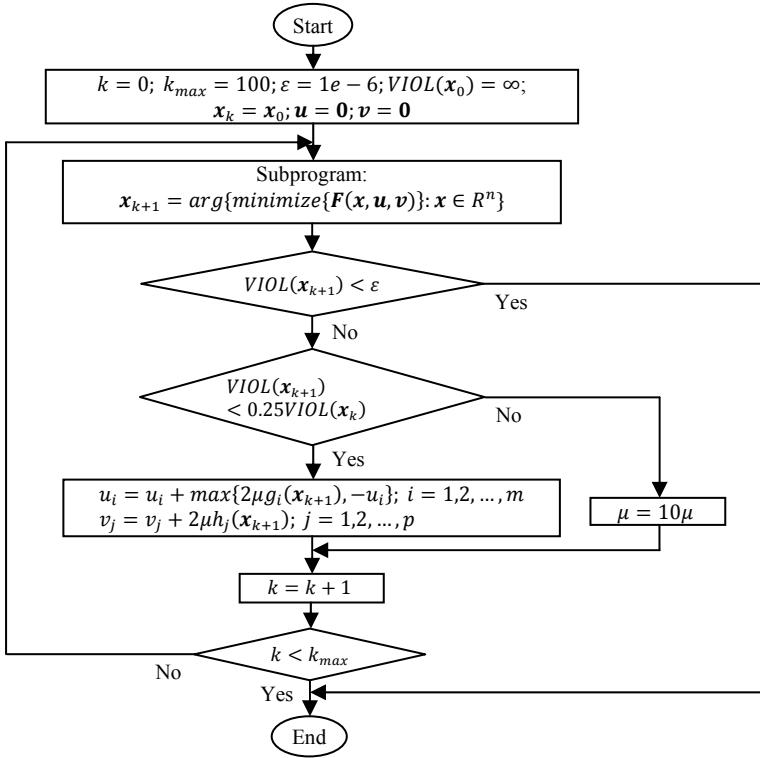 Start
k = 0; k_max = 100; ε = 1e − 6; VIOL(x_0) = ∞;
x_k = x_0; u = 0; v = 0
Subprogram:
x_{k+1} = arg{minimize{F(x, u, v)}: x ∈ R^n}
VIOL(x_{k+1}) < ε
Yes
No
VIOL(x_{k+1})
< 0.25VIOL(x_k)
No
Yes
u_i = u_i + max{2μg_i(x_{k+1}), −u_i}; i = 1,2, … , m
v_j = v_j + 2μh_j(x_{k+1}); j = 1,2, … , p
μ = 10μ
k = k + 1
k < k_max
No
Yes
End